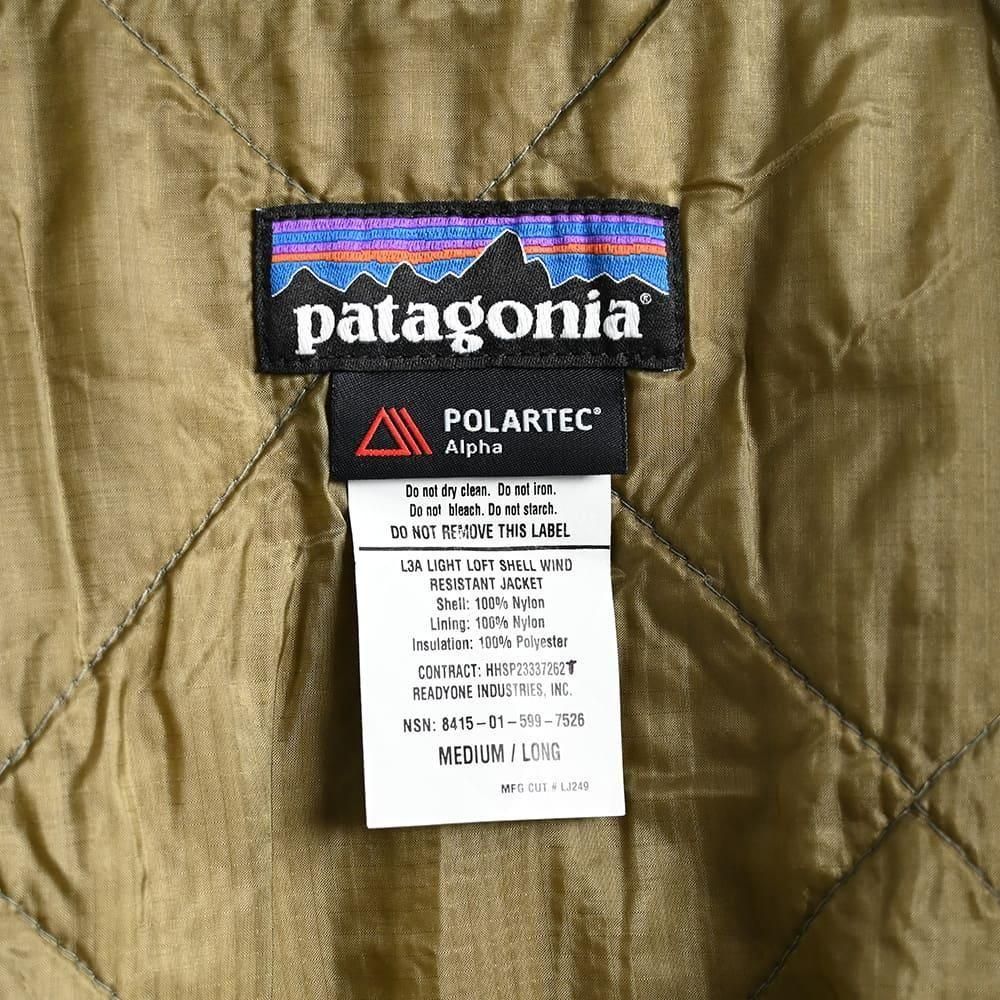 patagonia®
POLARTEC®
Alpha
Do not dry clean. Do not iron.
Do not bleach. Do not starch.
DO NOT REMOVE THIS LABEL
L3A LIGHT LOFT SHELL WIND
RESISTANT JACKET
Shell: 100% Nylon
Lining: 100% Nylon
Insulation: 100% Polyester
CONTRACT: HHSP23337262T
READYONE INDUSTRIES, INC.
NSN: 8415-01-599-7526
MEDIUM / LONG
MFG CUT # LJ249